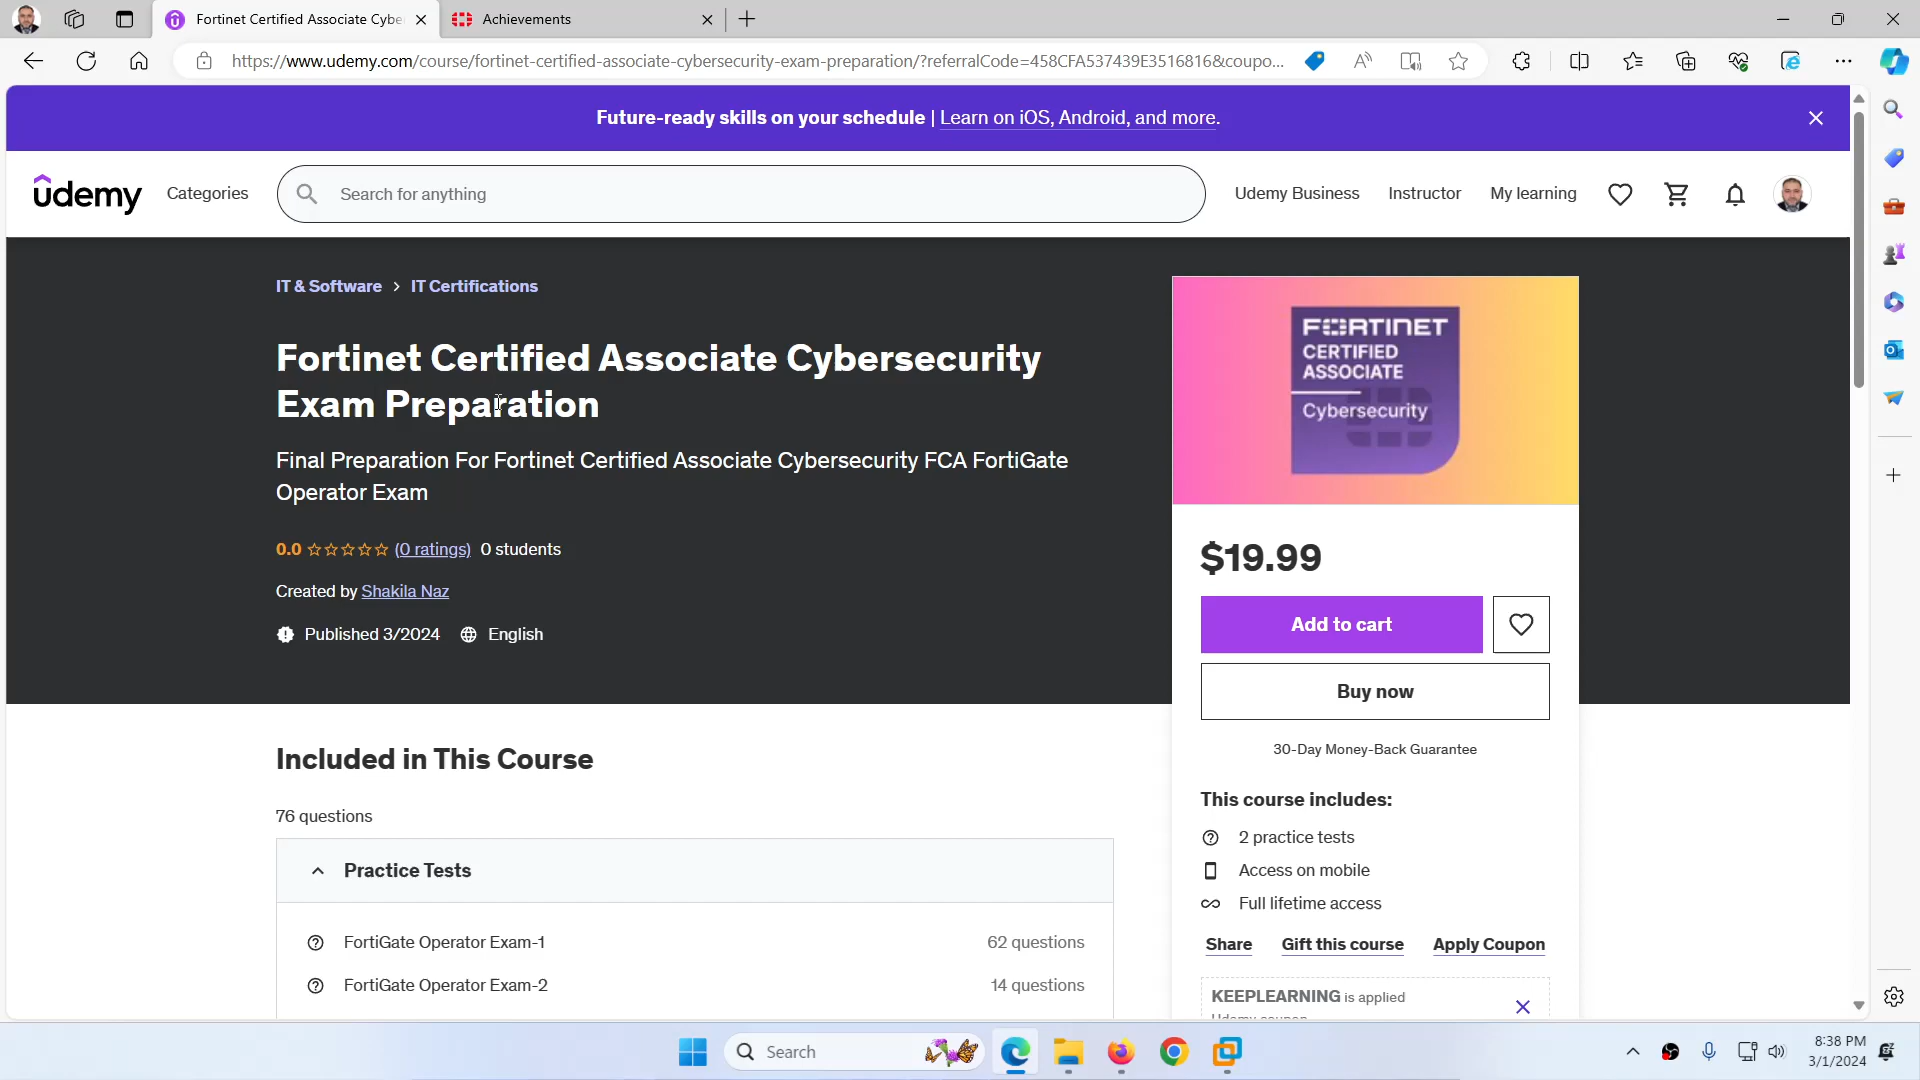 Fortinet Certified Associate Cybe
Achievements
https://www.udemy.com/course/fortinet-certified-associate-cybersecurity-exam-preparation/?referralCode=458CFA537439E3516816&coupo...
Future-ready skills on your schedule | Learn on iOS, Android, and more.
ûdemy
Categories
Search for anything
Udemy Business
Instructor
My learning
IT & Software > IT Certifications
Fortinet Certified Associate Cybersecurity
Exam Preparation
Final Preparation For Fortinet Certified Associate Cybersecurity FCA FortiGate
Operator Exam
0.0 (0 ratings) 0 students
Created by Shakila Naz
Published 3/2024 English
FORTINET
CERTIFIED
ASSOCIATE
Cybersecurity
$19.99
Add to cart
Buy now
30-Day Money-Back Guarantee
This course includes:
2 practice tests
Access on mobile
Full lifetime access
Share Gift this course Apply Coupon
KEEPLEARNING is applied
Included in This Course
76 questions
Practice Tests
FortiGate Operator Exam-1 62 questions
FortiGate Operator Exam-2 14 questions
Search
8:38 PM
3/1/2024